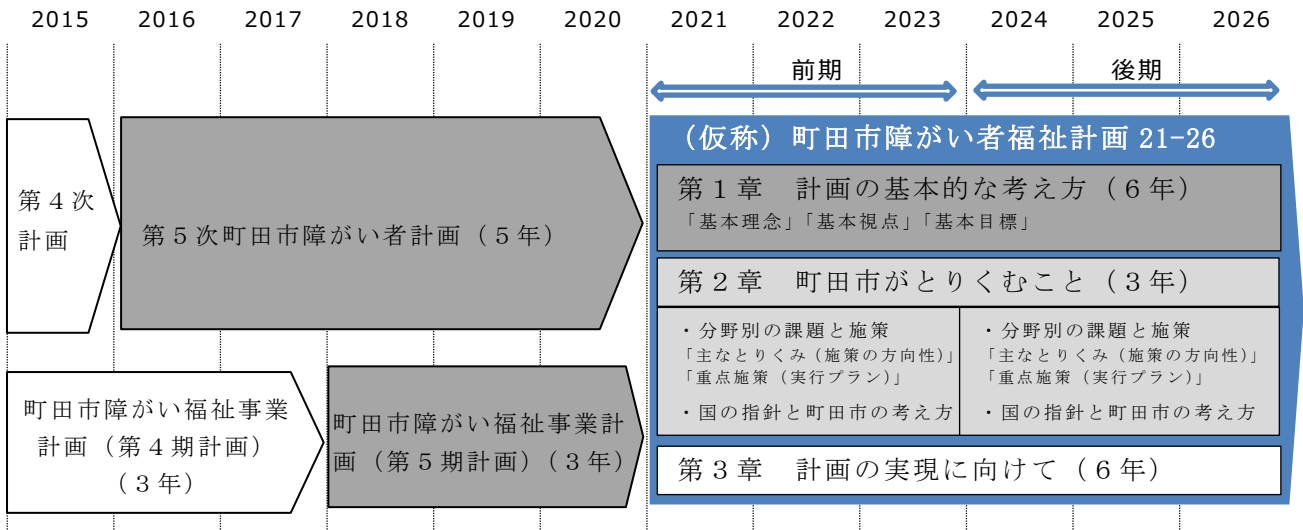 2015 2016 2017 2018 2019 2020 2021 2022 2023 2024 2025 2026
前期 後期
第４次
計画
第５次町田市障がい者計画（５年）
町田市障がい福祉事業
計画（第４期計画）
（３年）
町田市障がい福祉事業計
画（第５期計画）（３年）
（仮称）町田市障がい者福祉計画 21-26
第１章　計画の基本的な考え方（６年）
「基本理念」「基本視点」「基本目標」
第２章　町田市がとりくむこと（３年）
・分野別の課題と施策
「主なとりくみ（施策の方向性）」
「重点施策（実行プラン）」
・国の指針と町田市の考え方
・分野別の課題と施策
「主なとりくみ（施策の方向性）」
「重点施策（実行プラン）」
・国の指針と町田市の考え方
第３章　計画の実現に向けて（６年）